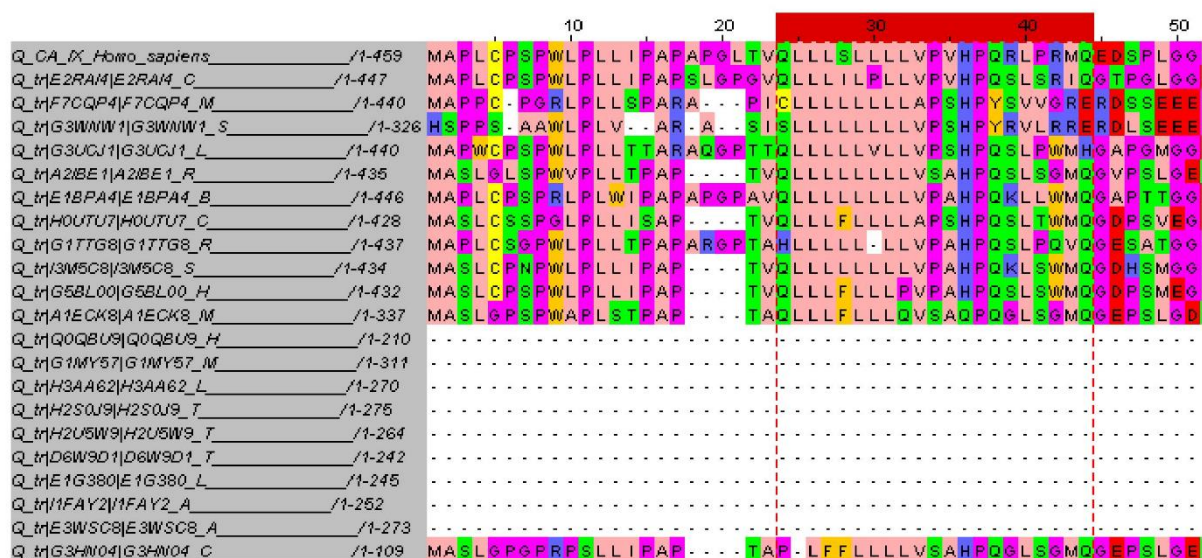 10 20 30 40 50
Q_CA_IX_Homo_sapiens/1-459 MAPLCPSPWLPLLIPAPAPGLTVQLLLSLLLLVPVHPQRLPRMQEDSPLGG
Q_tr|E2RAI4|E2RAI4_C/1-447 MAPLCPSPWLPLLIPAPSLGPGVQLLLILPLLVPVHPQSLSRIQGTPGLGG
Q_tr|F7CQP4|F7CQP4_M/1-440 MAPPC-PGRLPLLSPARA---PICLLLLLLLLAPSHPYSVVGRERDSSEEE
Q_tr|G3WNW1|G3WNW1_S/1-326 HSPPS-AAWLPLV--AR-A--SISLLLLLLLLVPSHPYRVLRRERDLSEEE
Q_tr|G3UCJ1|G3UCJ1_L/1-440 MAPWCPSPWLPLLTTARAQGPTTQLLLLLVLLVPSHPQSLPWMHGAPGMGG
Q_tr|A2IBE1|A2IBE1_R/1-435 MASLGLSPWVPLLTPAP----TVQLLLLLLLLVSAHPQSLSGMQGVPSLGE
Q_tr|E1BPA4|E1BPA4_B/1-446 MAPLCPSPRLPLWIPAPAPGPAVQLLLLLLLLVPAHPQKLLWMQGAPTTGG
Q_tr|H0UTU7|H0UTU7_C/1-428 MASLCSSPGLPLLISAP----TVQLLLFLLLLAPSHPQSLTWMQGDPSVEG
Q_tr|G1TTG8|G1TTG8_R/1-437 MAPLCSGPWLPLLTPAPARGPTAHLLLLL-LLVPAHPQSLPQVQGESATGG
Q_tr|I3M5C8|I3M5C8_S/1-434 MASLCPNPWLPLLIPAP----TVQLLLLLLLLVPAHPQKLSWMQGDHSMGG
Q_tr|G5BL00|G5BL00_H/1-432 MASLCPSPWLPLLIPAP----TVQLLLFLLLPVPAHPQSLSWMQGDPSMEG
Q_tr|A1ECK8|A1ECK8_M/1-337 MASLGPSPWAPLSTPAP----TAQLLLFLLLQVSAQPQGLSGMQGEPSLGD
Q_tr|Q0QBU9|Q0QBU9_H/1-210 ---------------------------------------------------
Q_tr|G1MY57|G1MY57_M/1-311 ---------------------------------------------------
Q_tr|H3AA62|H3AA62_L/1-270 ---------------------------------------------------
Q_tr|H2S0J9|H2S0J9_T/1-275 ---------------------------------------------------
Q_tr|H2U5W9|H2U5W9_T/1-264 ---------------------------------------------------
Q_tr|D6W9D1|D6W9D1_T/1-242 ---------------------------------------------------
Q_tr|E1G380|E1G380_L/1-245 ---------------------------------------------------
Q_tr|I1FAY2|I1FAY2_A/1-252 ---------------------------------------------------
Q_tr|E3WSC8|E3WSC8_A/1-273 ---------------------------------------------------
Q_tr|G3HN04|G3HN04_C/1-109 MASLGPGPRPSLLIPAP----TAP-LFFLLLLVSAHPQGLSGMQGEPSLGE